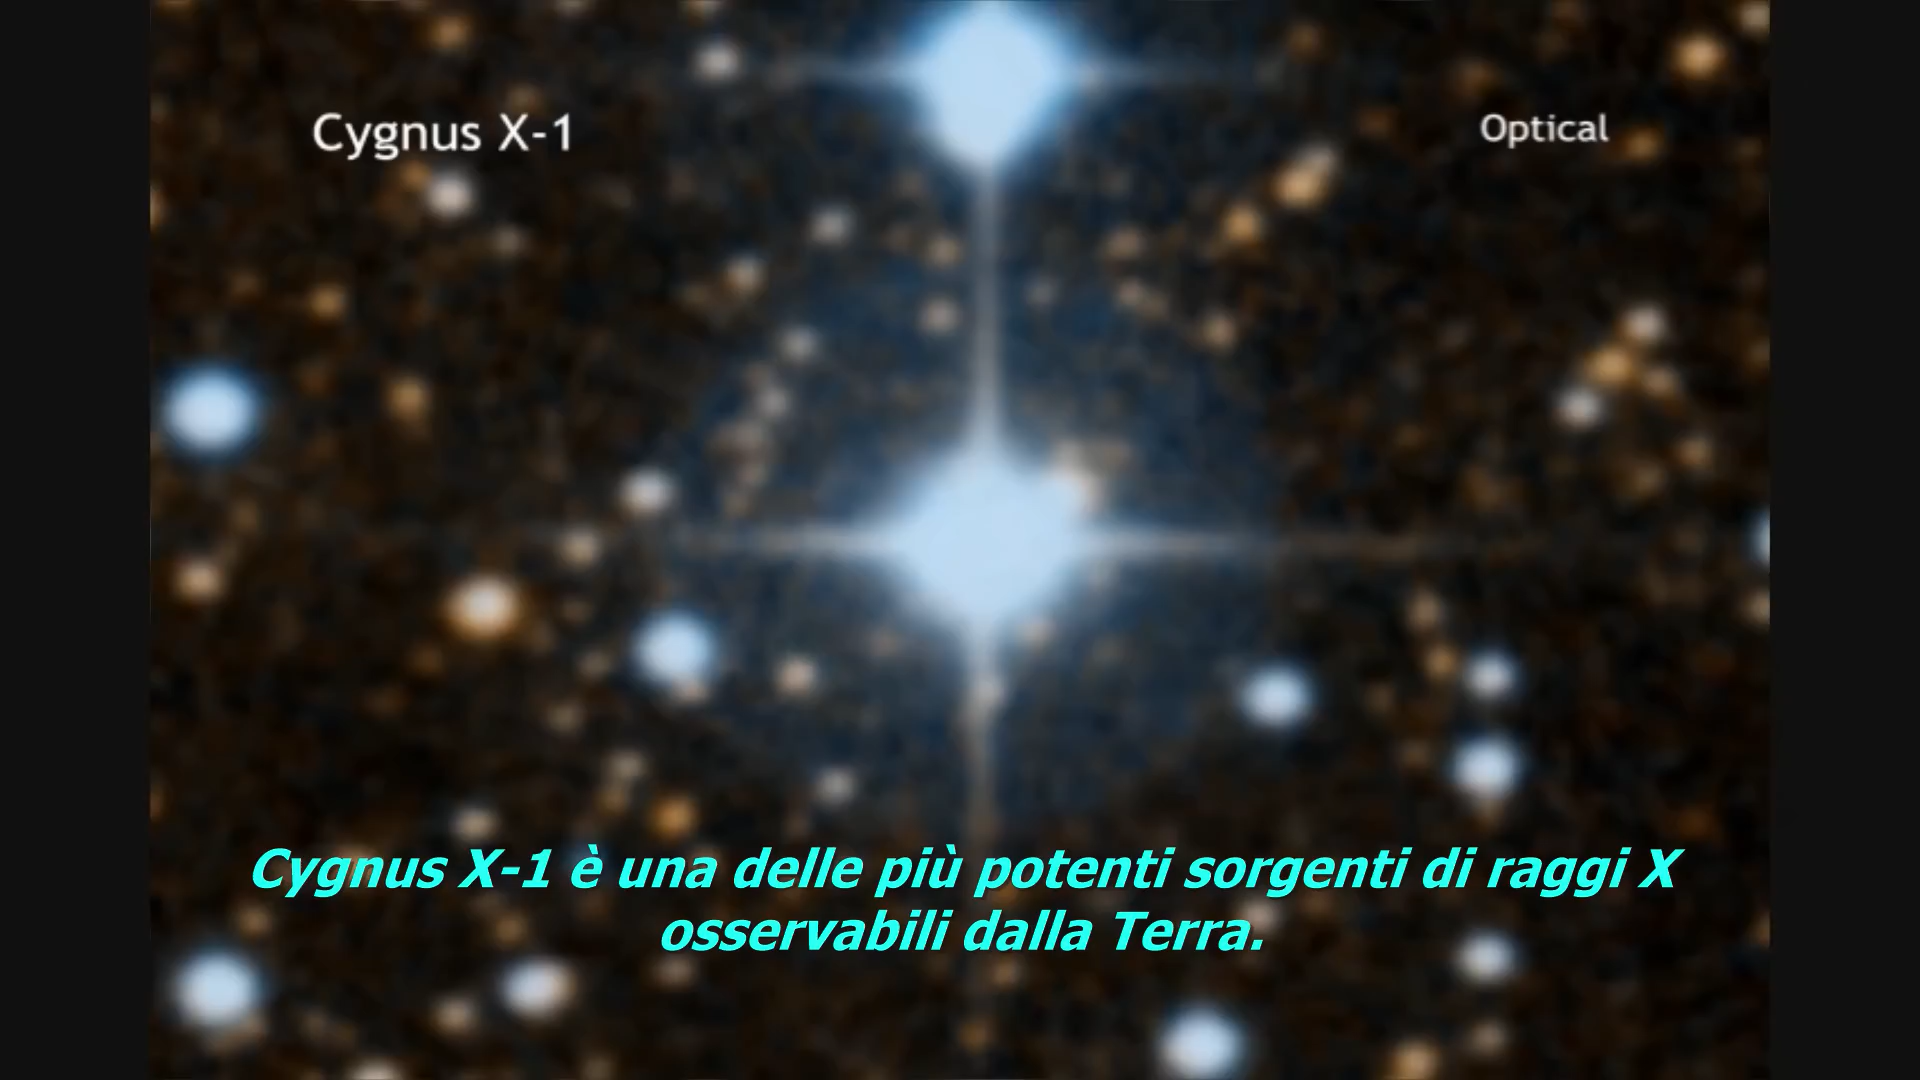 Cygnus X-1
Optical
Cygnus X-1 è una delle più potenti sorgenti di raggi X
osservabili dalla Terra.